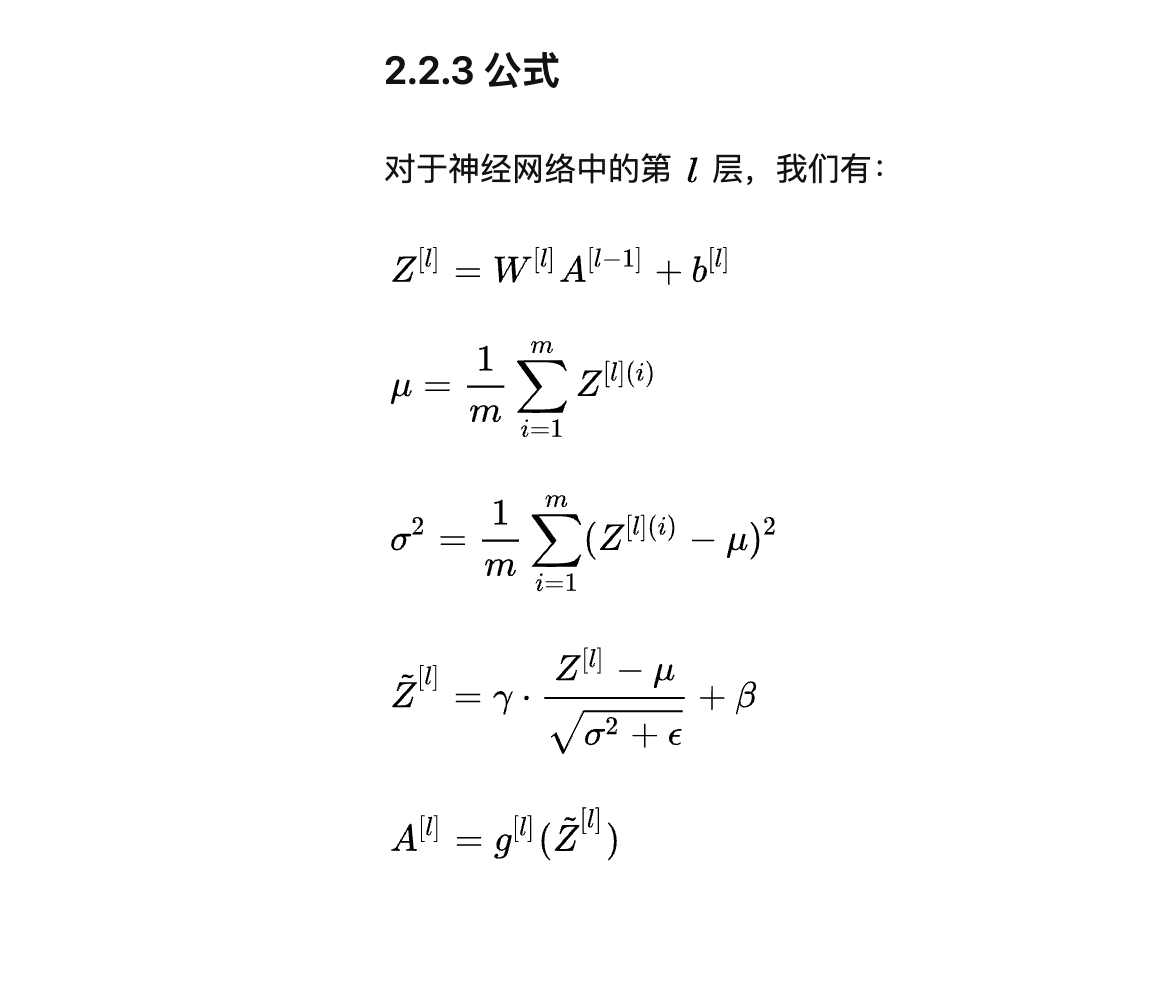 2.2.3 公式
对于神经网络中的第 l 层，我们有：
Z^{[l]} = W^{[l]} A^{[l-1]} + b^{[l]}
\mu = \frac{1}{m} \sum_{i=1}^{m} Z^{[l](i)}
\sigma^2 = \frac{1}{m} \sum_{i=1}^{m} (Z^{[l](i)} - \mu)^2
\tilde{Z}^{[l]} = \gamma \cdot \frac{Z^{[l]} - \mu}{\sqrt{\sigma^2 + \epsilon}} + \beta
A^{[l]} = g^{[l]}(\tilde{Z}^{[l]})